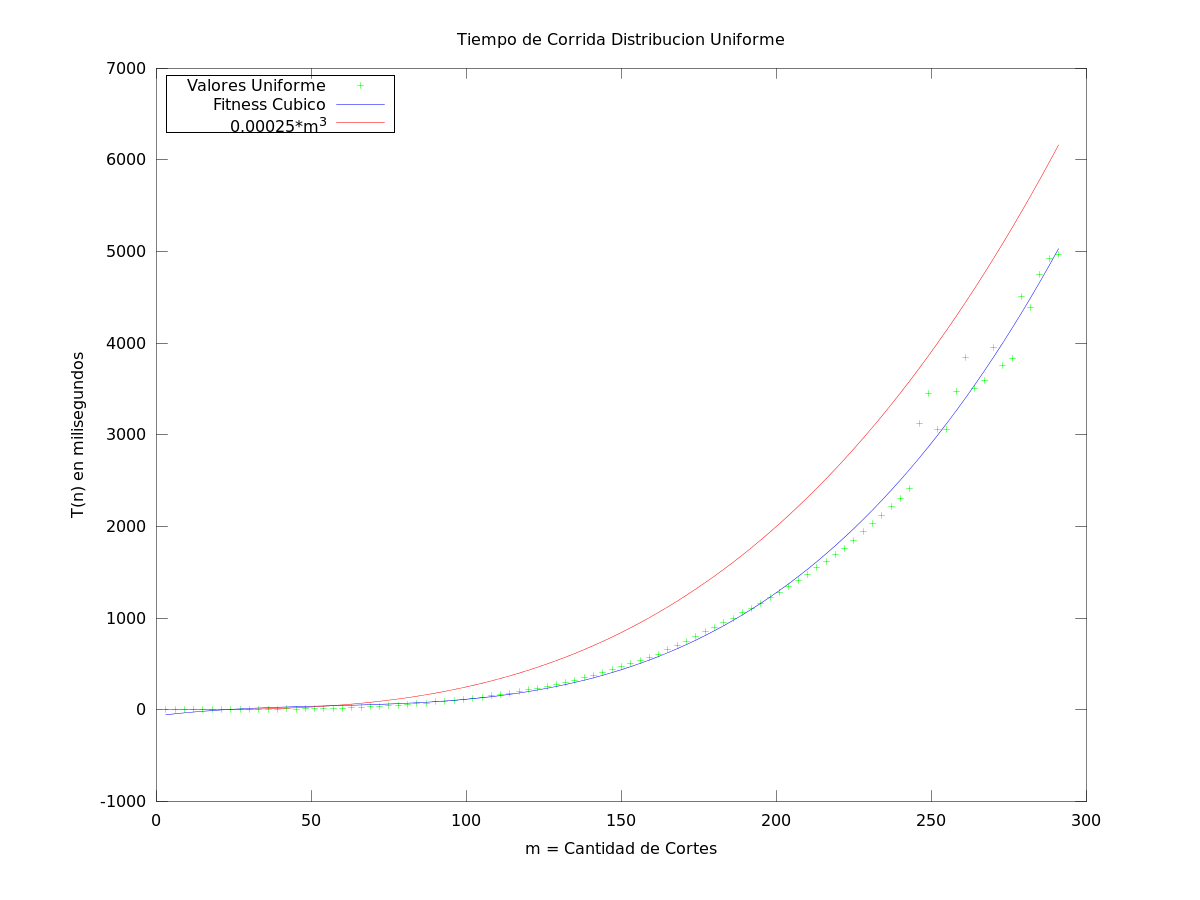 Tiempo de Corrida Distribucion Uniforme
7000
6000
5000
4000
3000
2000
1000
0
-1000
Valores Uniforme
Fitness Cubico
0.00025*m³
T(n) en milisegundos
0 50 100 150 200 250 300
m = Cantidad de Cortes